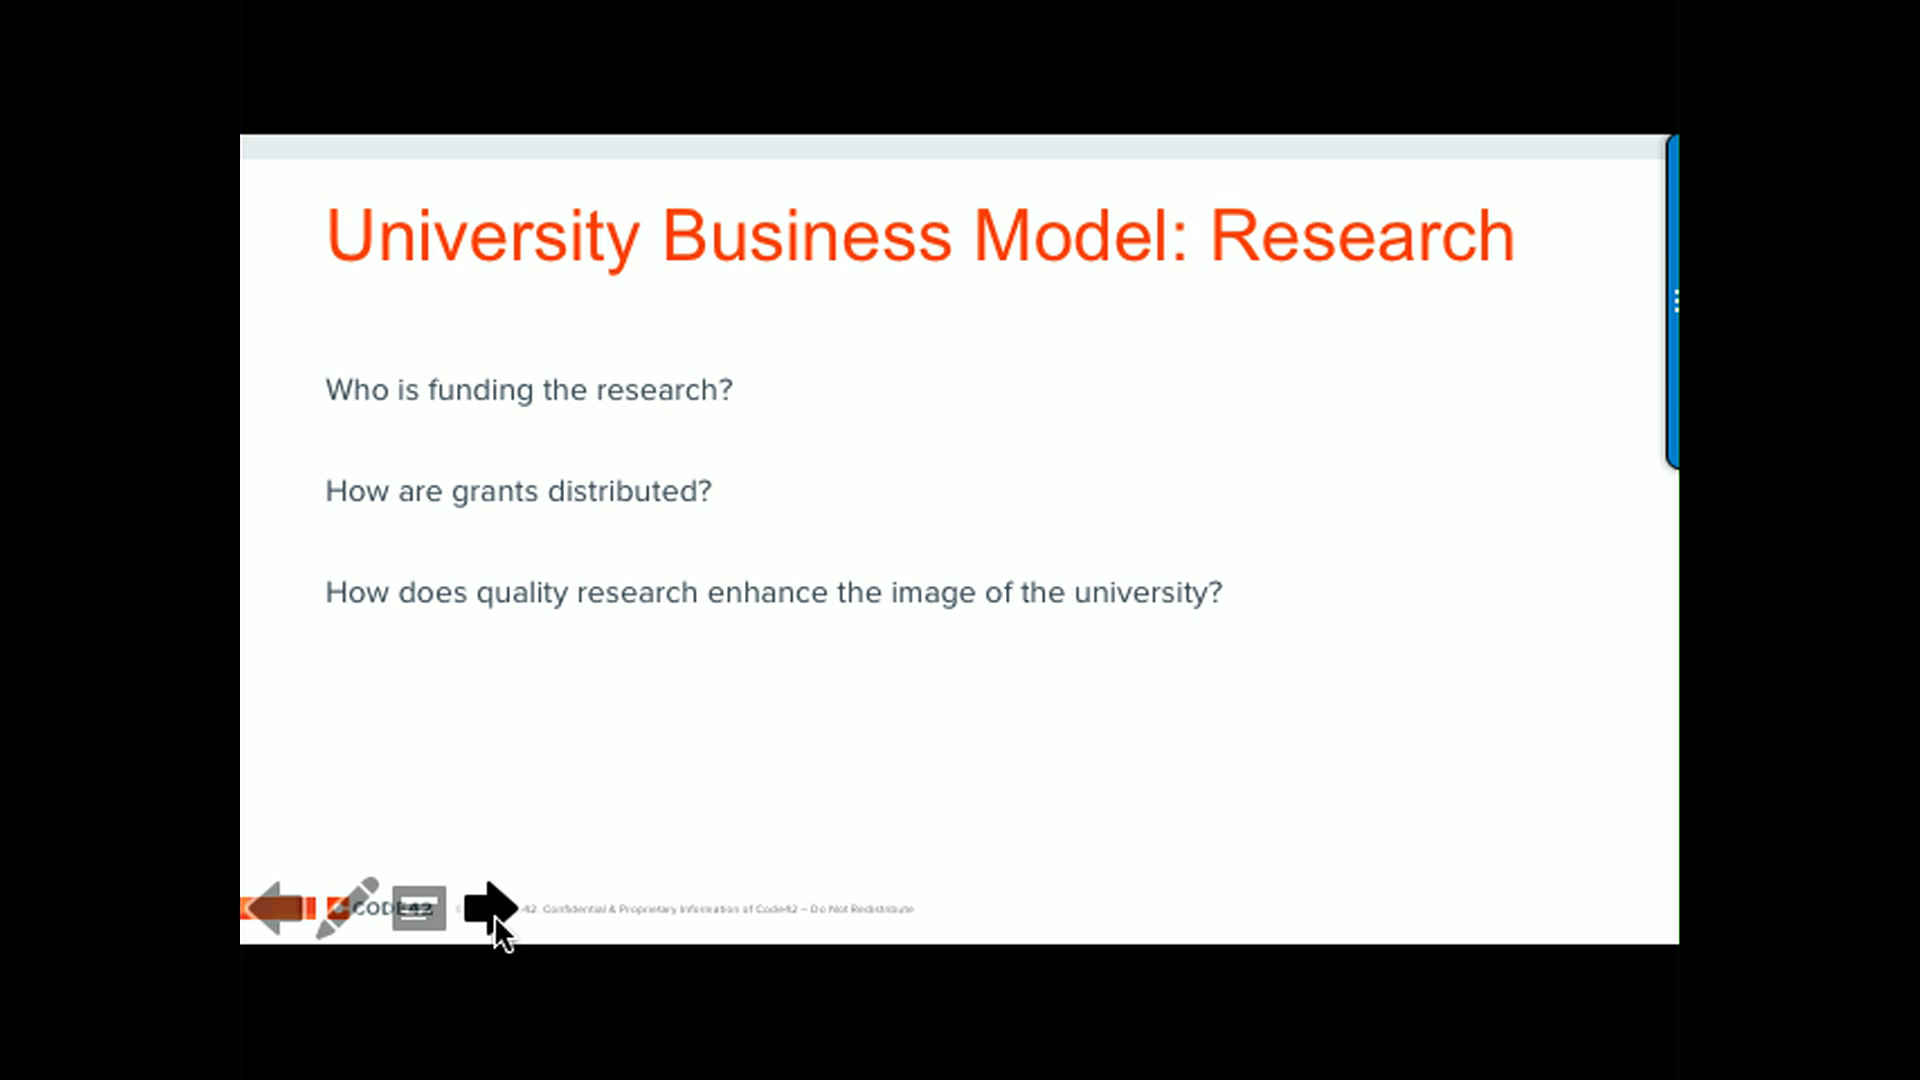 University Business Model: Research
Who is funding the research?
How are grants distributed?
How does quality research enhance the image of the university?
CODE42
42. Confidential & Proprietary Information of Code42 – Do Not Redistribute